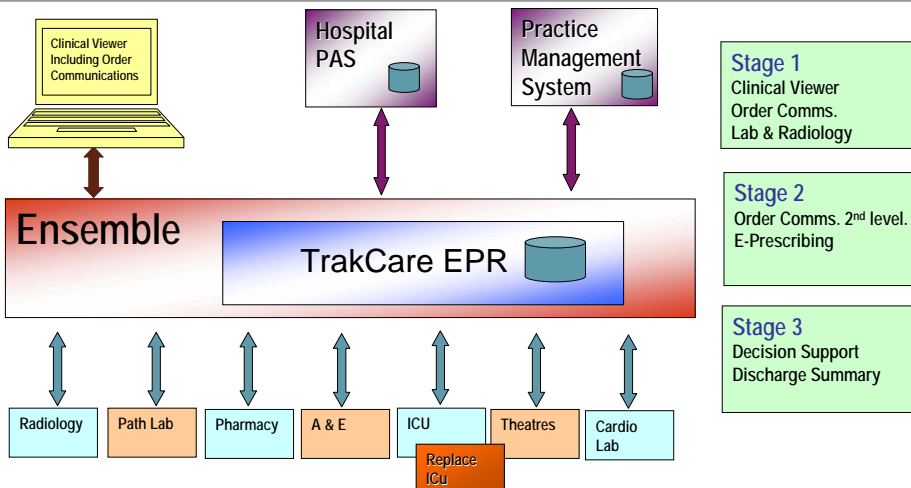 Clinical Viewer
Including Order
Communications
Hospital
PAS
Practice
Management
System
Ensemble
TrakCare EPR
Radiology
Path Lab
Pharmacy
A & E
ICU
Theatres
Cardio
Lab
Replace
ICu
Stage 1
Clinical Viewer
Order Comms.
Lab & Radiology
Stage 2
Order Comms. 2nd level.
E-Prescribing
Stage 3
Decision Support
Discharge Summary